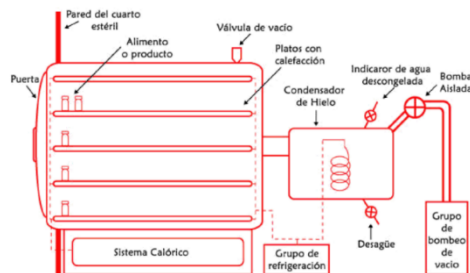 Pared del cuarto
estéril
Alimento
o producto
Puerta
Válvula de vacío
Platos con
calefacción
Condensador
de Hielo
Indicaror de agua
descongelada
Bomba
Aislada
Sistema Calórico
Grupo de
refrigeración
Desagüe
Grupo
de
bombeo
de
vacio